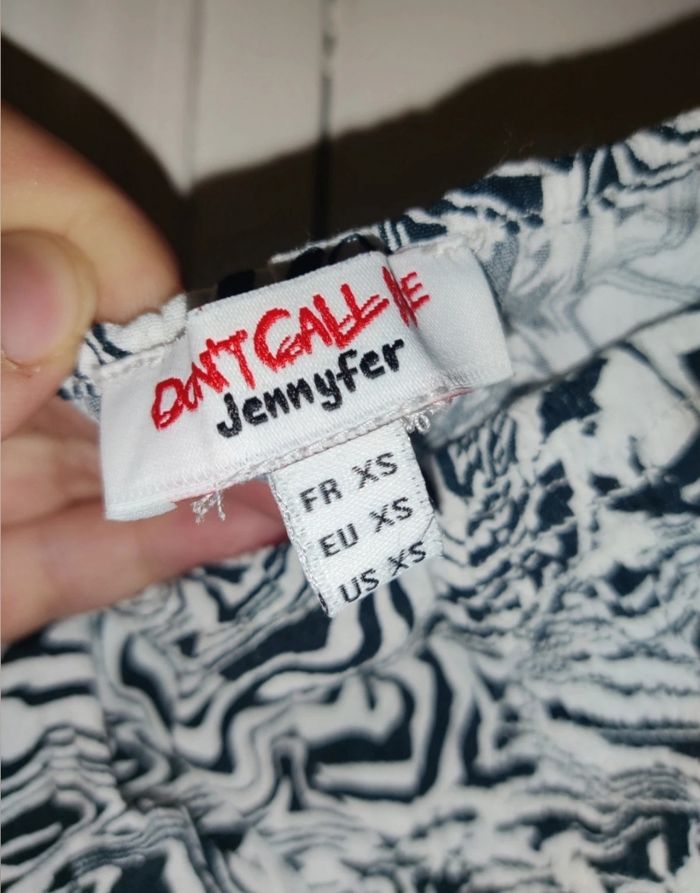 DON'T CALL ME
Jennyfer
FR XS
EU XS
US XS